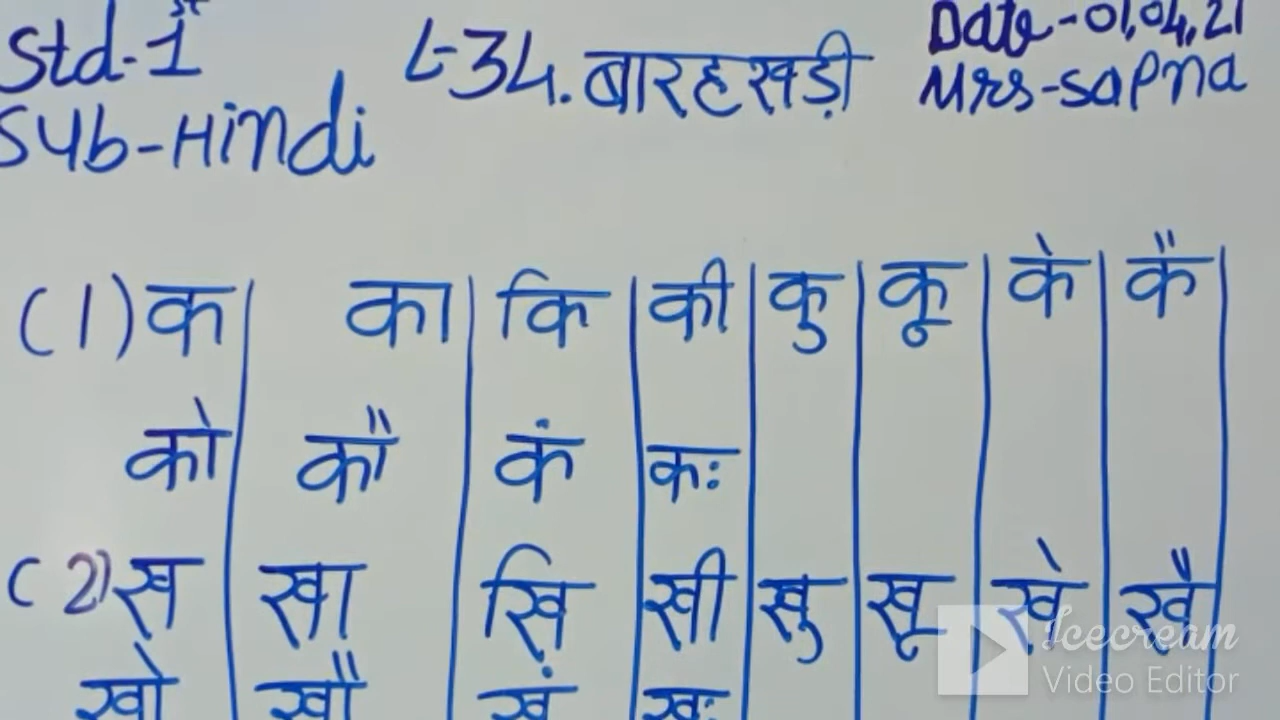 Std-1st L-34. बारहखड़ी Date-01,04,21
Sub-Hindi Mrs-Sapna
(1) क का कि की कु कू के कै
को कौ कं कः
(2) ख खा खि खी खु खू खे खै
खो खौ खं खः
Icecream
Video Editor